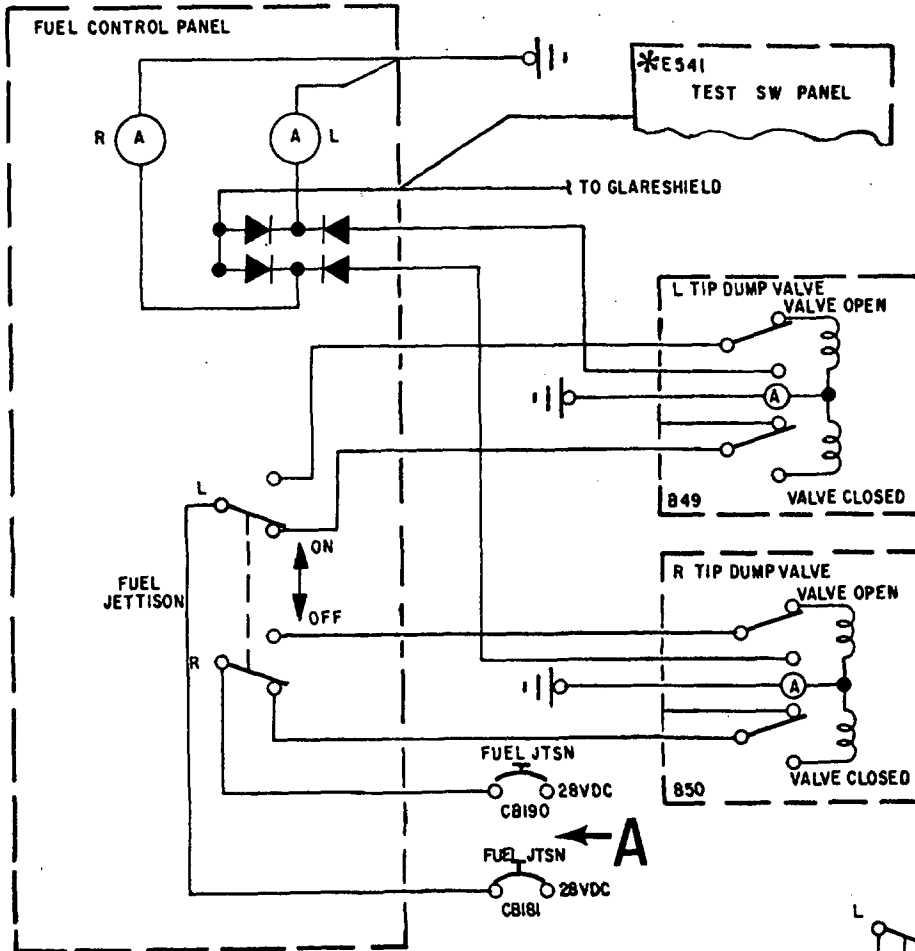 FUEL CONTROL PANEL
*E541
TEST SW PANEL
R A
A L
TO GLARESHIELD
L TIP DUMP VALVE
VALVE OPEN
A
849
VALVE CLOSED
L
ON
OFF
FUEL
JETTISON
R
R TIP DUMP VALVE
VALVE OPEN
A
850
VALVE CLOSED
FUEL JTSN
28VDC
CB190
A
FUEL JTSN
28VDC
CB181
L